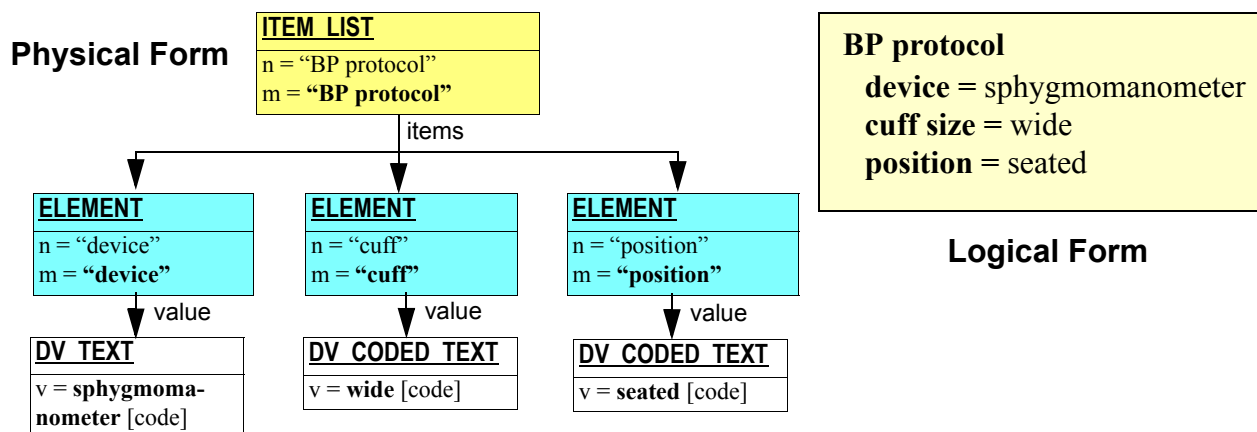 Physical Form
ITEM_LIST
n = “BP protocol”
m = “BP protocol”
items
ELEMENT
n = “device”
m = “device”
value
DV_TEXT
v = sphygmoma-
nometer [code]
ELEMENT
n = “cuff”
m = “cuff”
value
DV_CODED_TEXT
v = wide [code]
ELEMENT
n = “position”
m = “position”
value
DV_CODED_TEXT
v = seated [code]
BP protocol
device = sphygmomanometer
cuff size = wide
position = seated
Logical Form